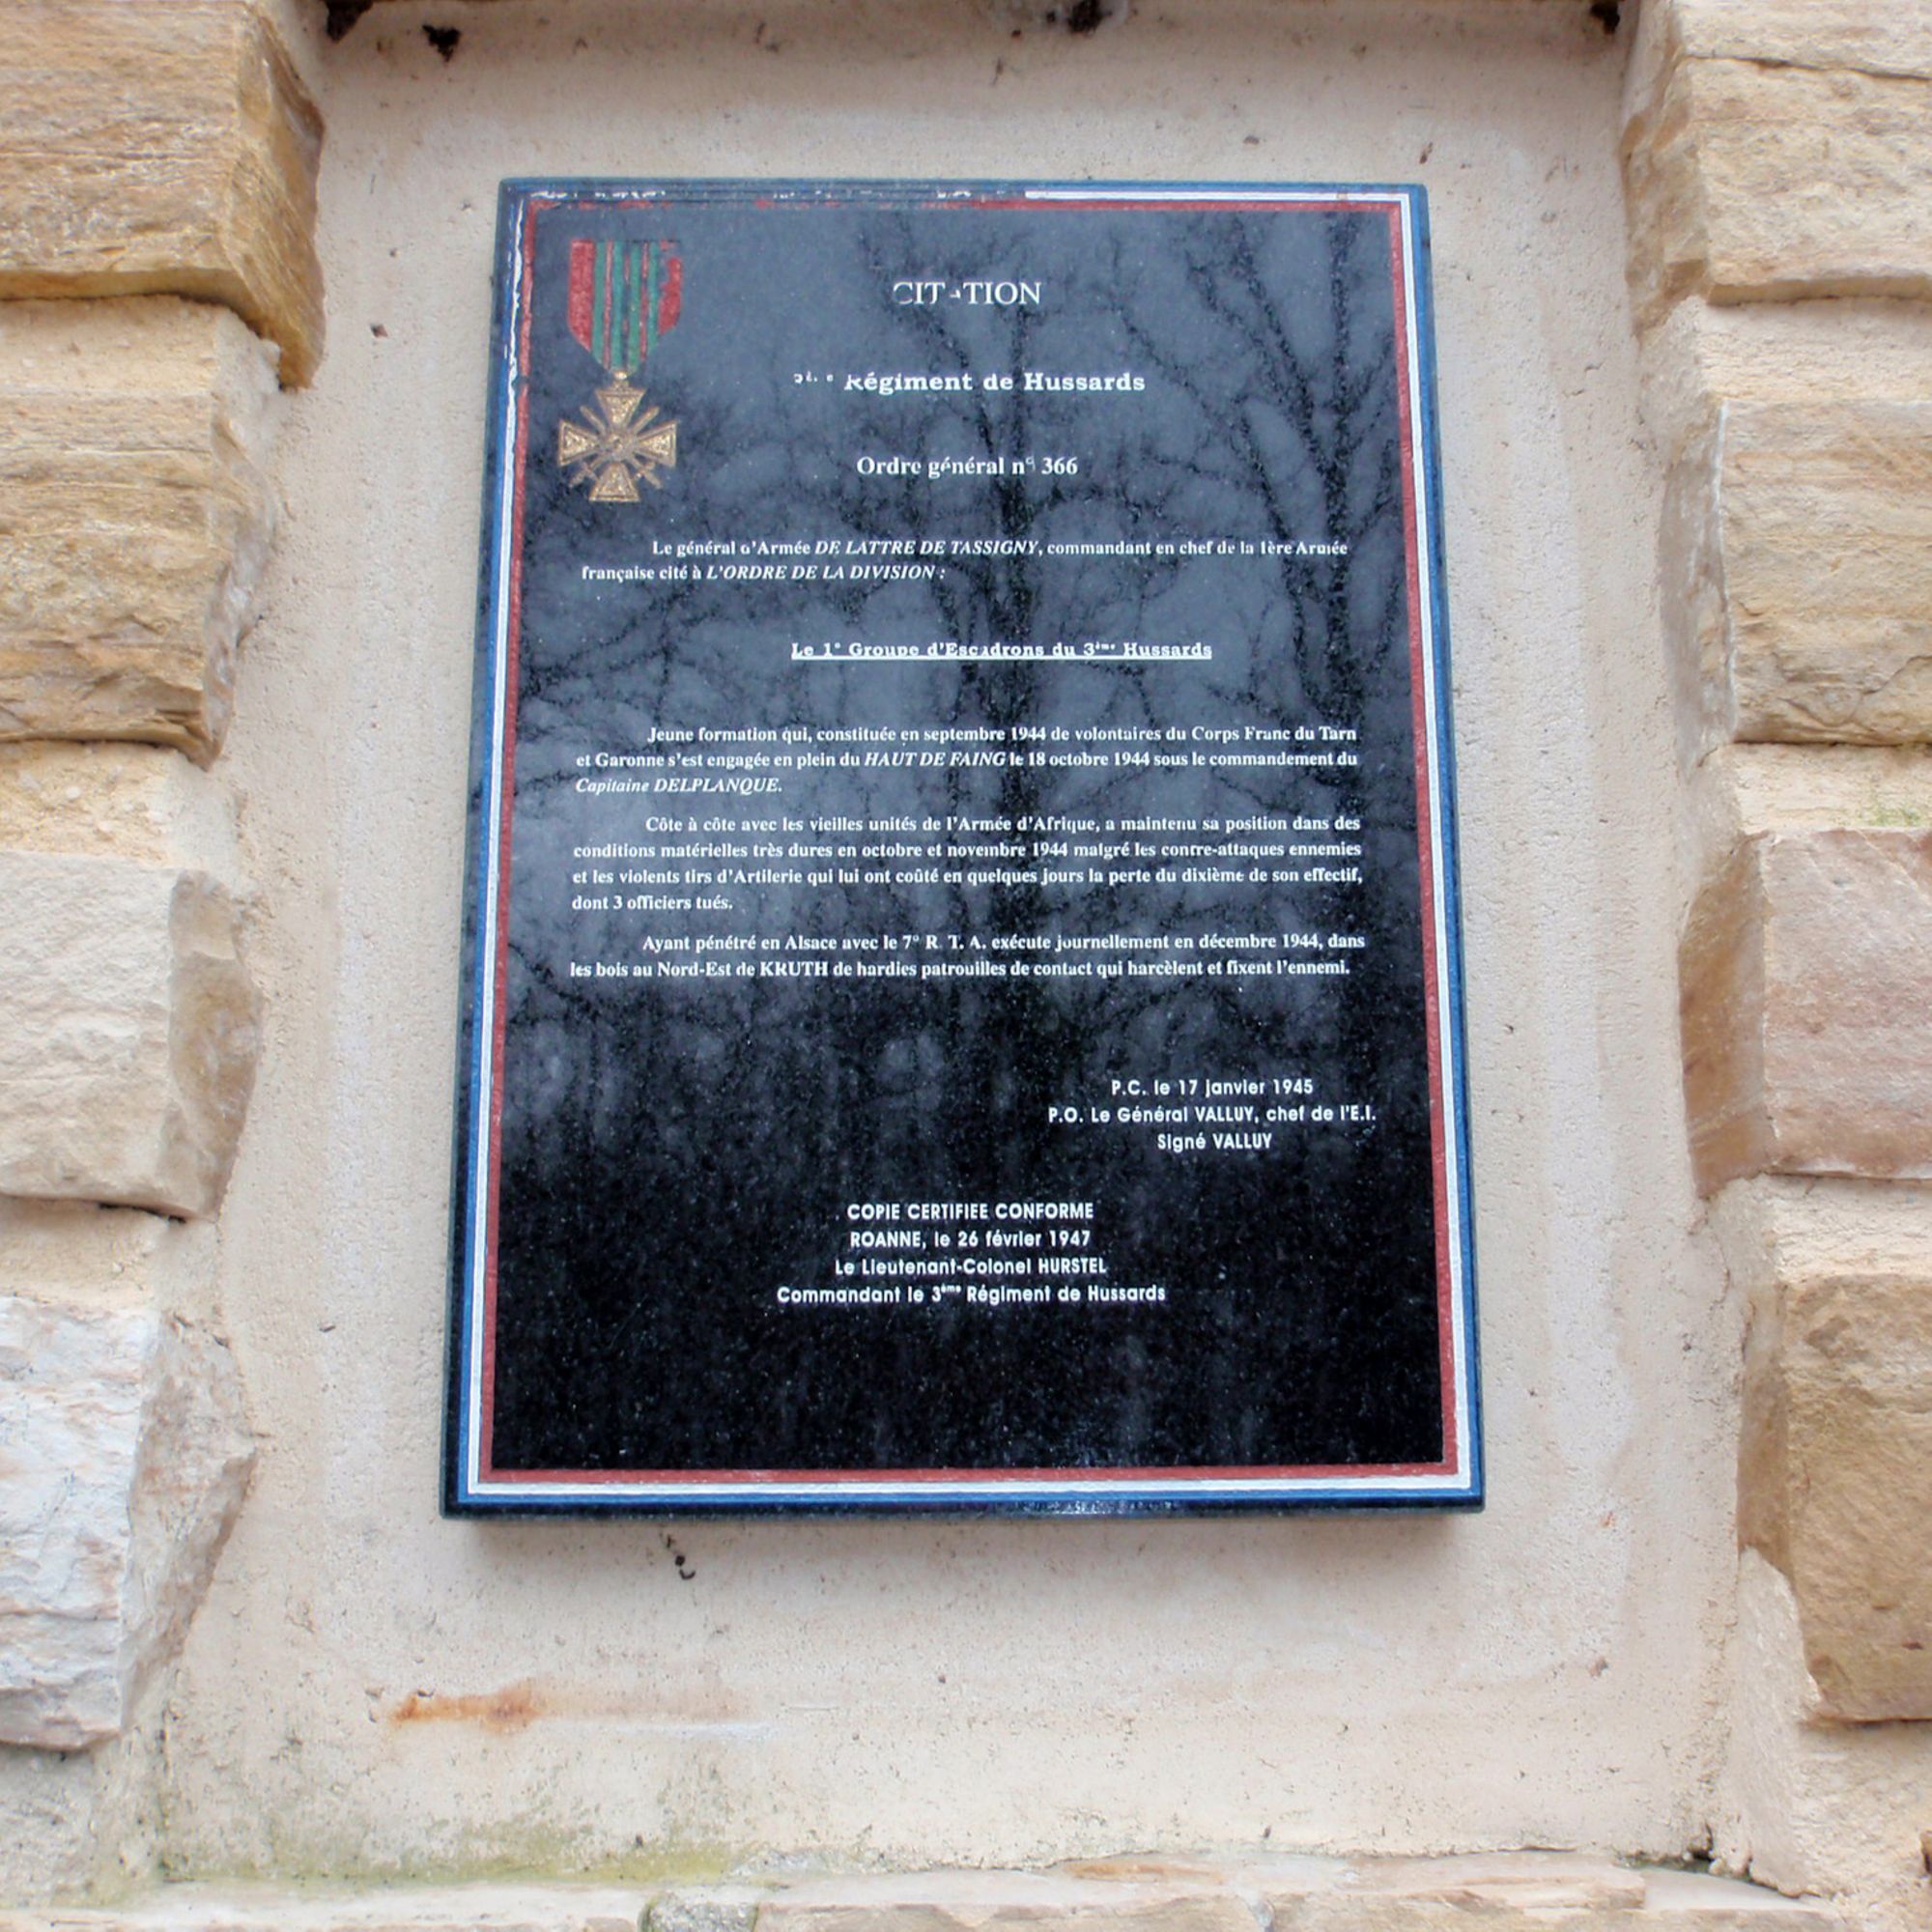 CITATION
3ème Régiment de Hussards
Ordre général n° 366
Le général d'Armée DE LATTRE DE TASSIGNY, commandant en chef de la 1ère Armée
française cité à L'ORDRE DE LA DIVISION :
Le 1° Groupe d'Escadrons du 3ème Hussards
Jeune formation qui, constituée en septembre 1944 de volontaires du Corps Franc du Tarn
et Garonne s'est engagée en plein du HAUT DE FAING le 18 octobre 1944 sous le commandement du
Capitaine DELPLANQUE.
Côte à côte avec les vieilles unités de l'Armée d'Afrique, a maintenu sa position dans des
conditions matérielles très dures en octobre et novembre 1944 malgré les contre-attaques ennemies
et les violents tirs d'Artilerie qui lui ont coûté en quelques jours la perte du dixième de son effectif,
dont 3 officiers tués.
Ayant pénétré en Alsace avec le 7° R. T. A. exécute journellement en décembre 1944, dans
les bois au Nord-Est de KRUTH de hardies patrouilles de contact qui harcèlent et fixent l'ennemi.
P.C. le 17 janvier 1945
P.O. Le Général VALLUY, chef de l'E.I.
Signé VALLUY
COPIE CERTIFIEE CONFORME
ROANNE, le 26 février 1947
Le Lieutenant-Colonel HURSTEL
Commandant le 3ème Régiment de Hussards